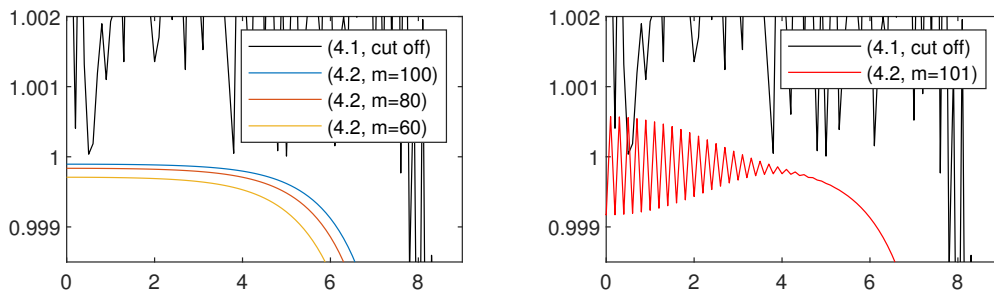 1.002
1.001
1
0.999
0 2 4 6 8
(4.1, cut off)
(4.2, m=100)
(4.2, m=80)
(4.2, m=60)
1.002
1.001
1
0.999
0 2 4 6 8
(4.1, cut off)
(4.2, m=101)